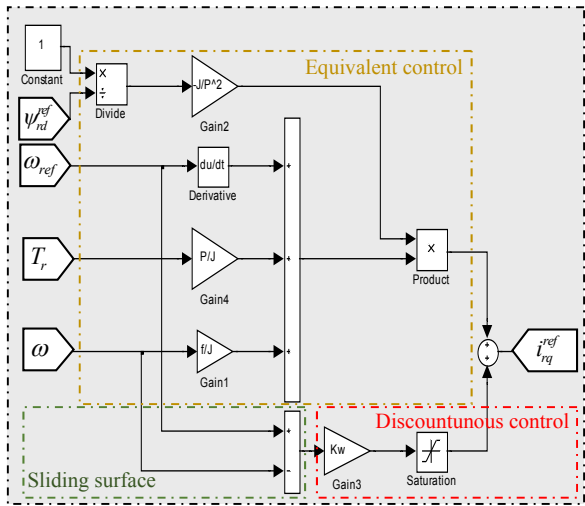 1
Constant
×
÷
Divide
-J/P^2
Gain2
Equivalent control
ψ_rd^ref
ω_ref
du/dt
Derivative
+
T_r
P/J
Gain4
+
×
Product
ω
f/J
Gain1
+
+
+
i_rq^ref
Sliding surface
+
−
Discountunous control
Kw
Gain3
Saturation